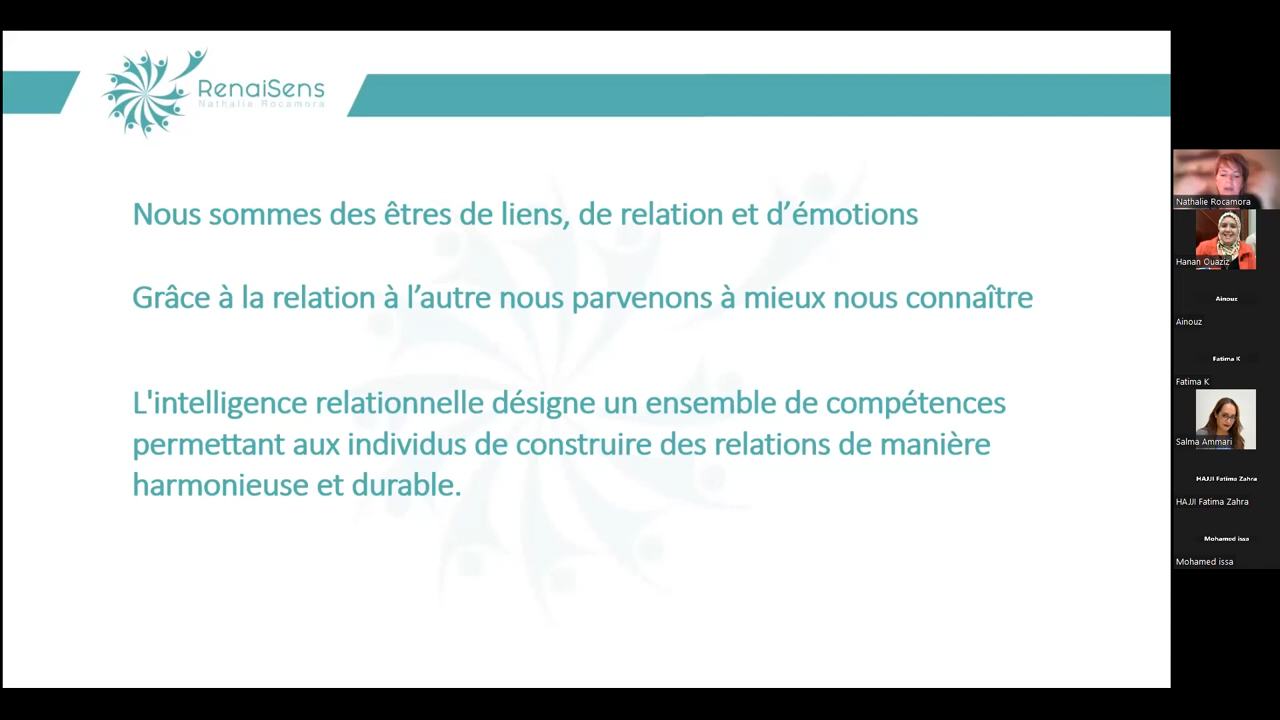 RenaiSens
Nathalie Rocamora
Nous sommes des êtres de liens, de relation et d’émotions
Grâce à la relation à l’autre nous parvenons à mieux nous connaître
L'intelligence relationnelle désigne un ensemble de compétences
permettant aux individus de construire des relations de manière
harmonieuse et durable.
Nathalie Rocamora
Hanan Ouaziz
Ainouz
Ainouz
Fatima K
Fatima K
Salma Ammari
HAJJI Fatima Zahra
HAJJI Fatima Zahra
Mohamed issa
Mohamed issa